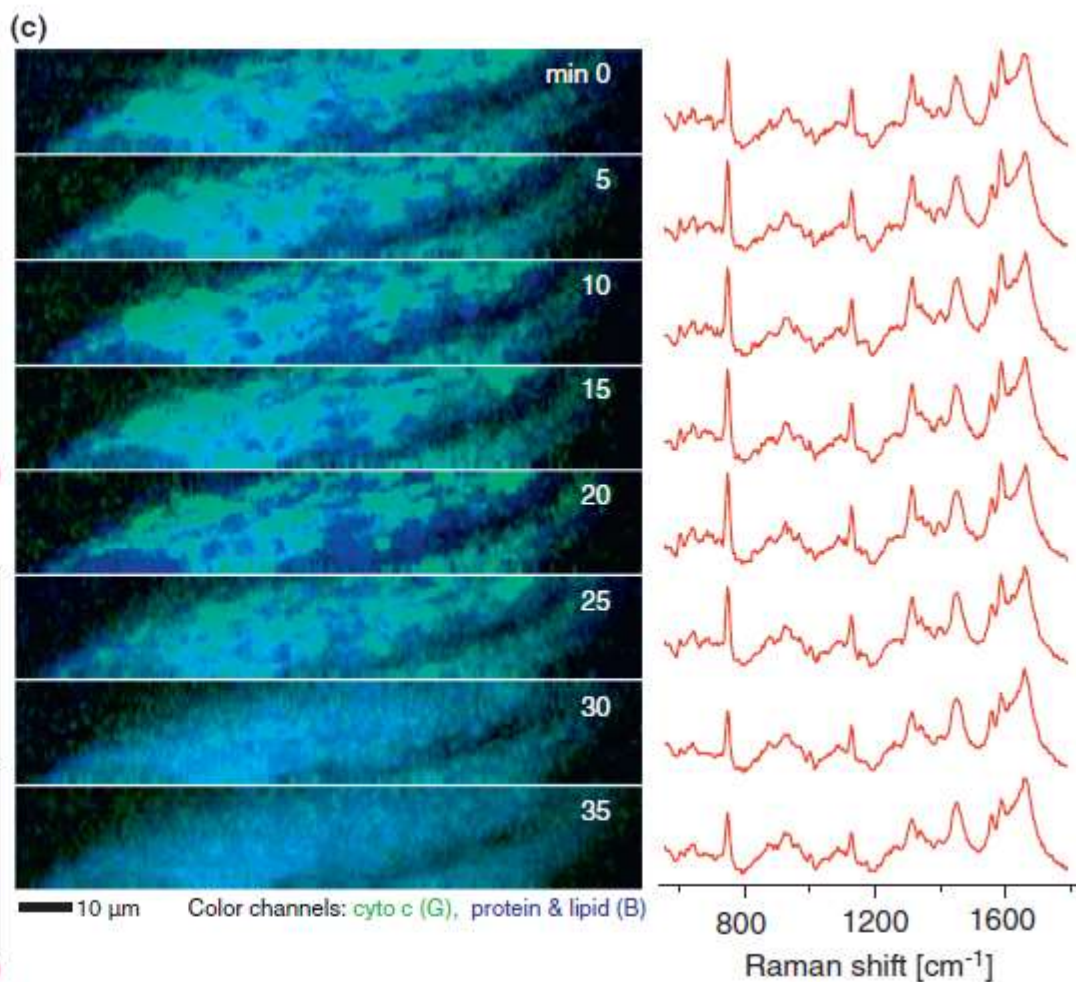 (c)
min 0
5
10
15
20
25
30
35
10 µm
Color channels: cyto c (G), protein & lipid (B)
800 1200 1600
Raman shift [cm⁻¹]